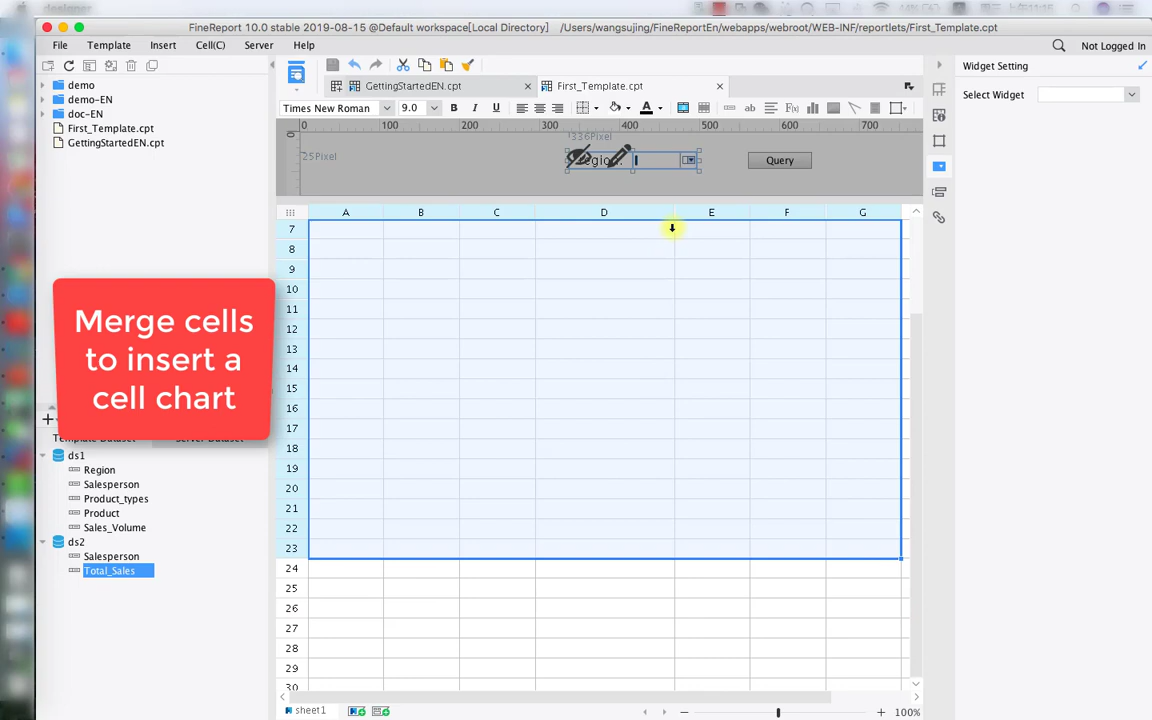 designer
FineReport 10.0 stable 2019-08-15 @Default workspace[Local Directory] /Users/wangsujing/FineReportEn/webapps/webroot/WEB-INF/reportlets/First_Template.cpt
File Template Insert Cell(C) Server Help Not Logged In
GettingStartedEN.cpt First_Template.cpt
Widget Setting
Select Widget
demo
demo-EN
doc-EN
First_Template.cpt
GettingStartedEN.cpt
Times New Roman 9.0 B I U A ab F(x)
0 100 200 300 400 500 600 700
336Pixel
25Pixel
Query
A B C D E F G
7
8
9
10
11
12
13
14
15
16
17
18
19
20
21
22
23
24
25
26
27
28
29
30
Merge cells
to insert a
cell chart
ds1
Region
Salesperson
Product_types
Product
Sales_Volume
ds2
Salesperson
Total_Sales
sheet1
100%